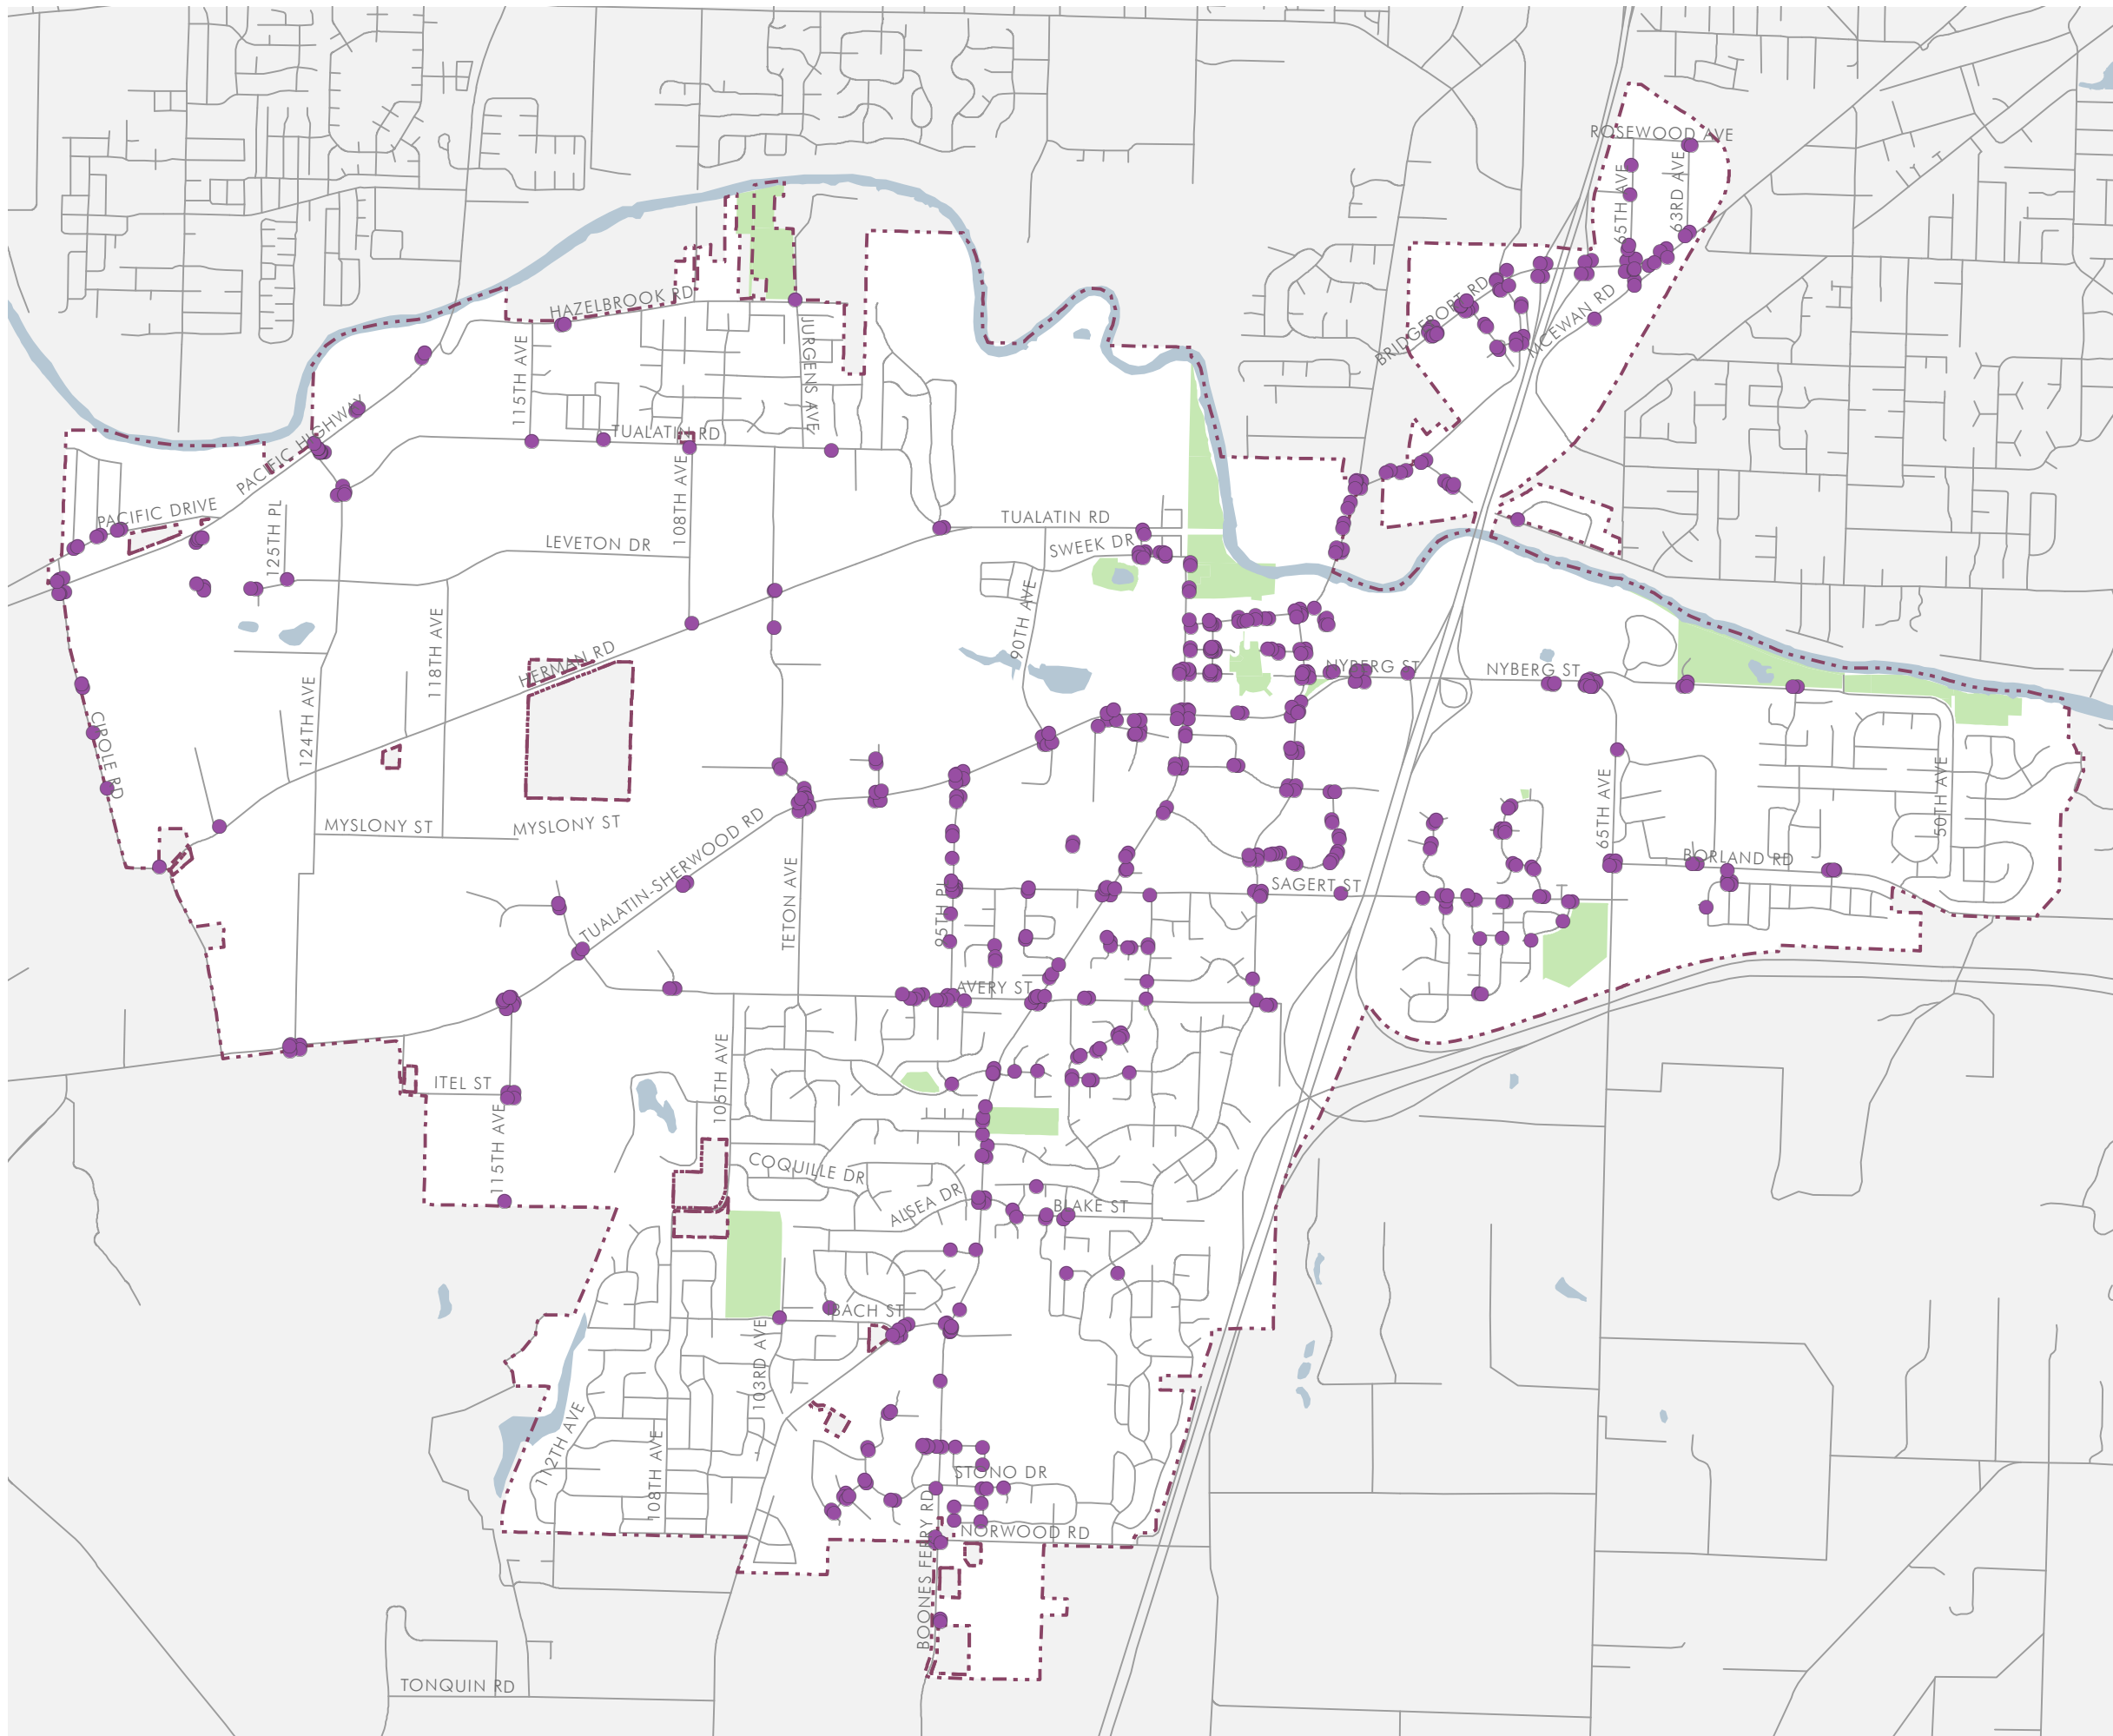 ROSEWOOD AVE
65TH AVE
63RD AVE
HAZELBROOK RD
BRIDGEPORT RD
MCEWAN RD
115TH AVE
JURGENS AVE
PACIFIC HIGHWAY
TUALATIN RD
108TH AVE
PACIFIC DRIVE
125TH PL
TUALATIN RD
LEVETON DR
SWEEK DR
90TH AVE
118TH AVE
HERMAN RD
NYBERG ST
NYBERG ST
124TH AVE
CIPOLE RD
50TH AVE
65TH AVE
MYSLONY ST
MYSLONY ST
TUALATIN-SHERWOOD RD
BORLAND RD
TETON AVE
SAGERT ST
95TH PL
AVERY ST
105TH AVE
ITEL ST
115TH AVE
COQUILLE DR
ALSEA DR
BLAKE ST
BACH ST
103RD AVE
112TH AVE
108TH AVE
STONO DR
NORWOOD RD
BOONES FERRY RD
TONQUIN RD